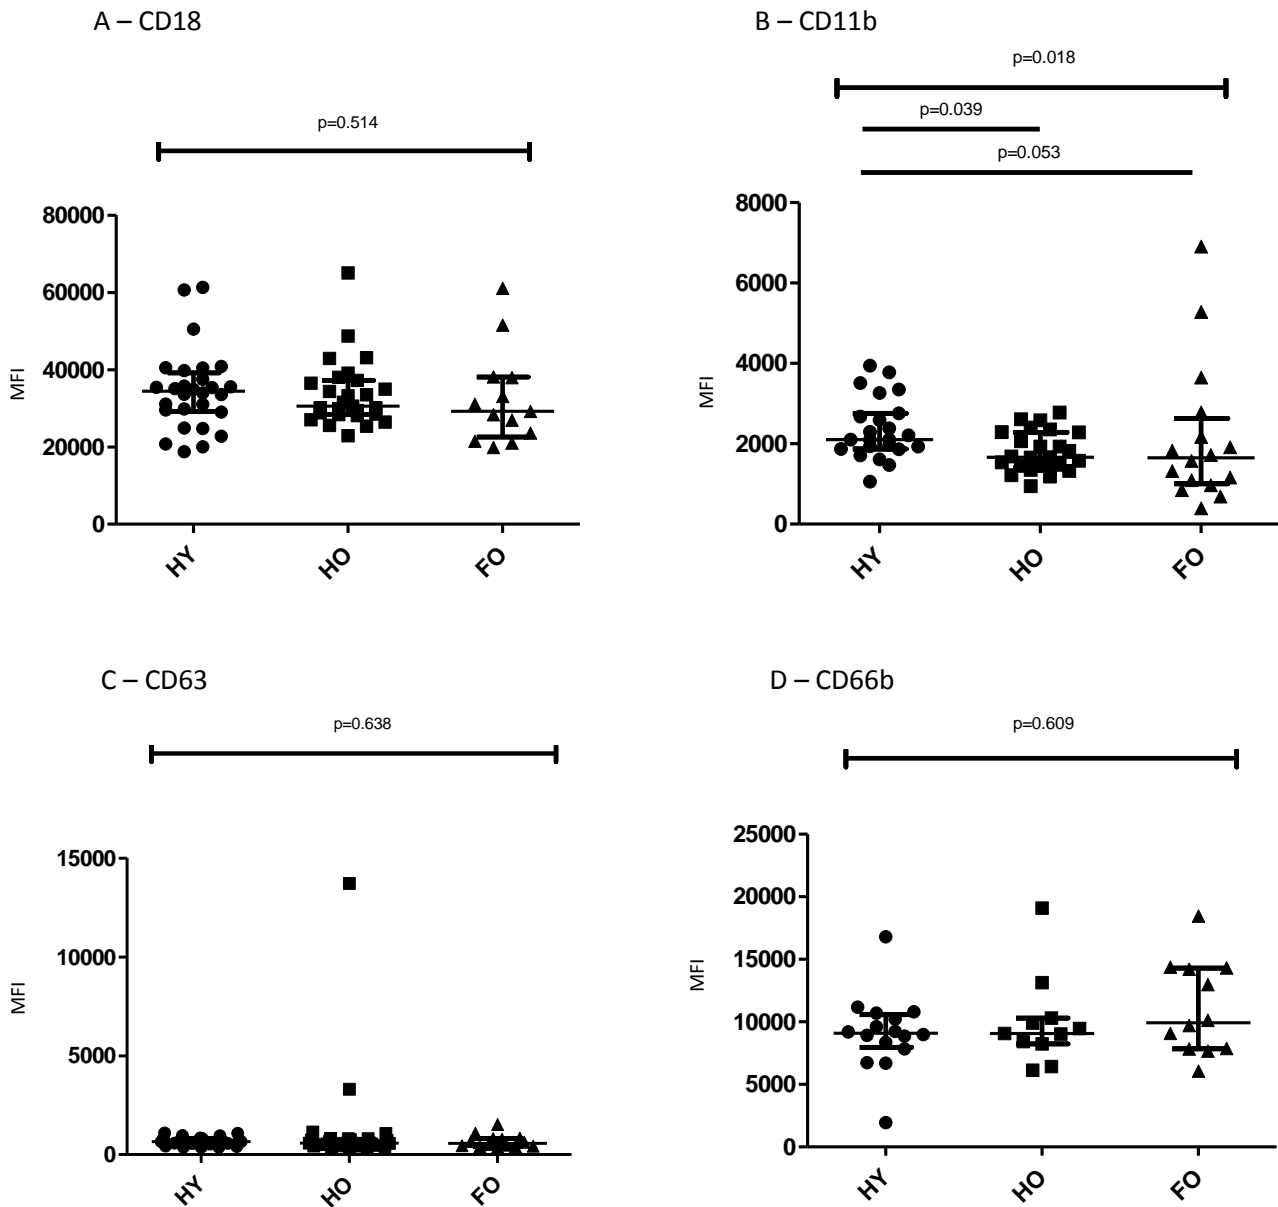 A – CD18
p=0.514
MFI
80000
60000
40000
20000
0
HY
HO
FO
B – CD11b
p=0.018
p=0.039
p=0.053
MFI
8000
6000
4000
2000
0
HY
HO
FO
C – CD63
p=0.638
MFI
15000
10000
5000
0
HY
HO
FO
D – CD66b
p=0.609
MFI
25000
20000
15000
10000
5000
0
HY
HO
FO